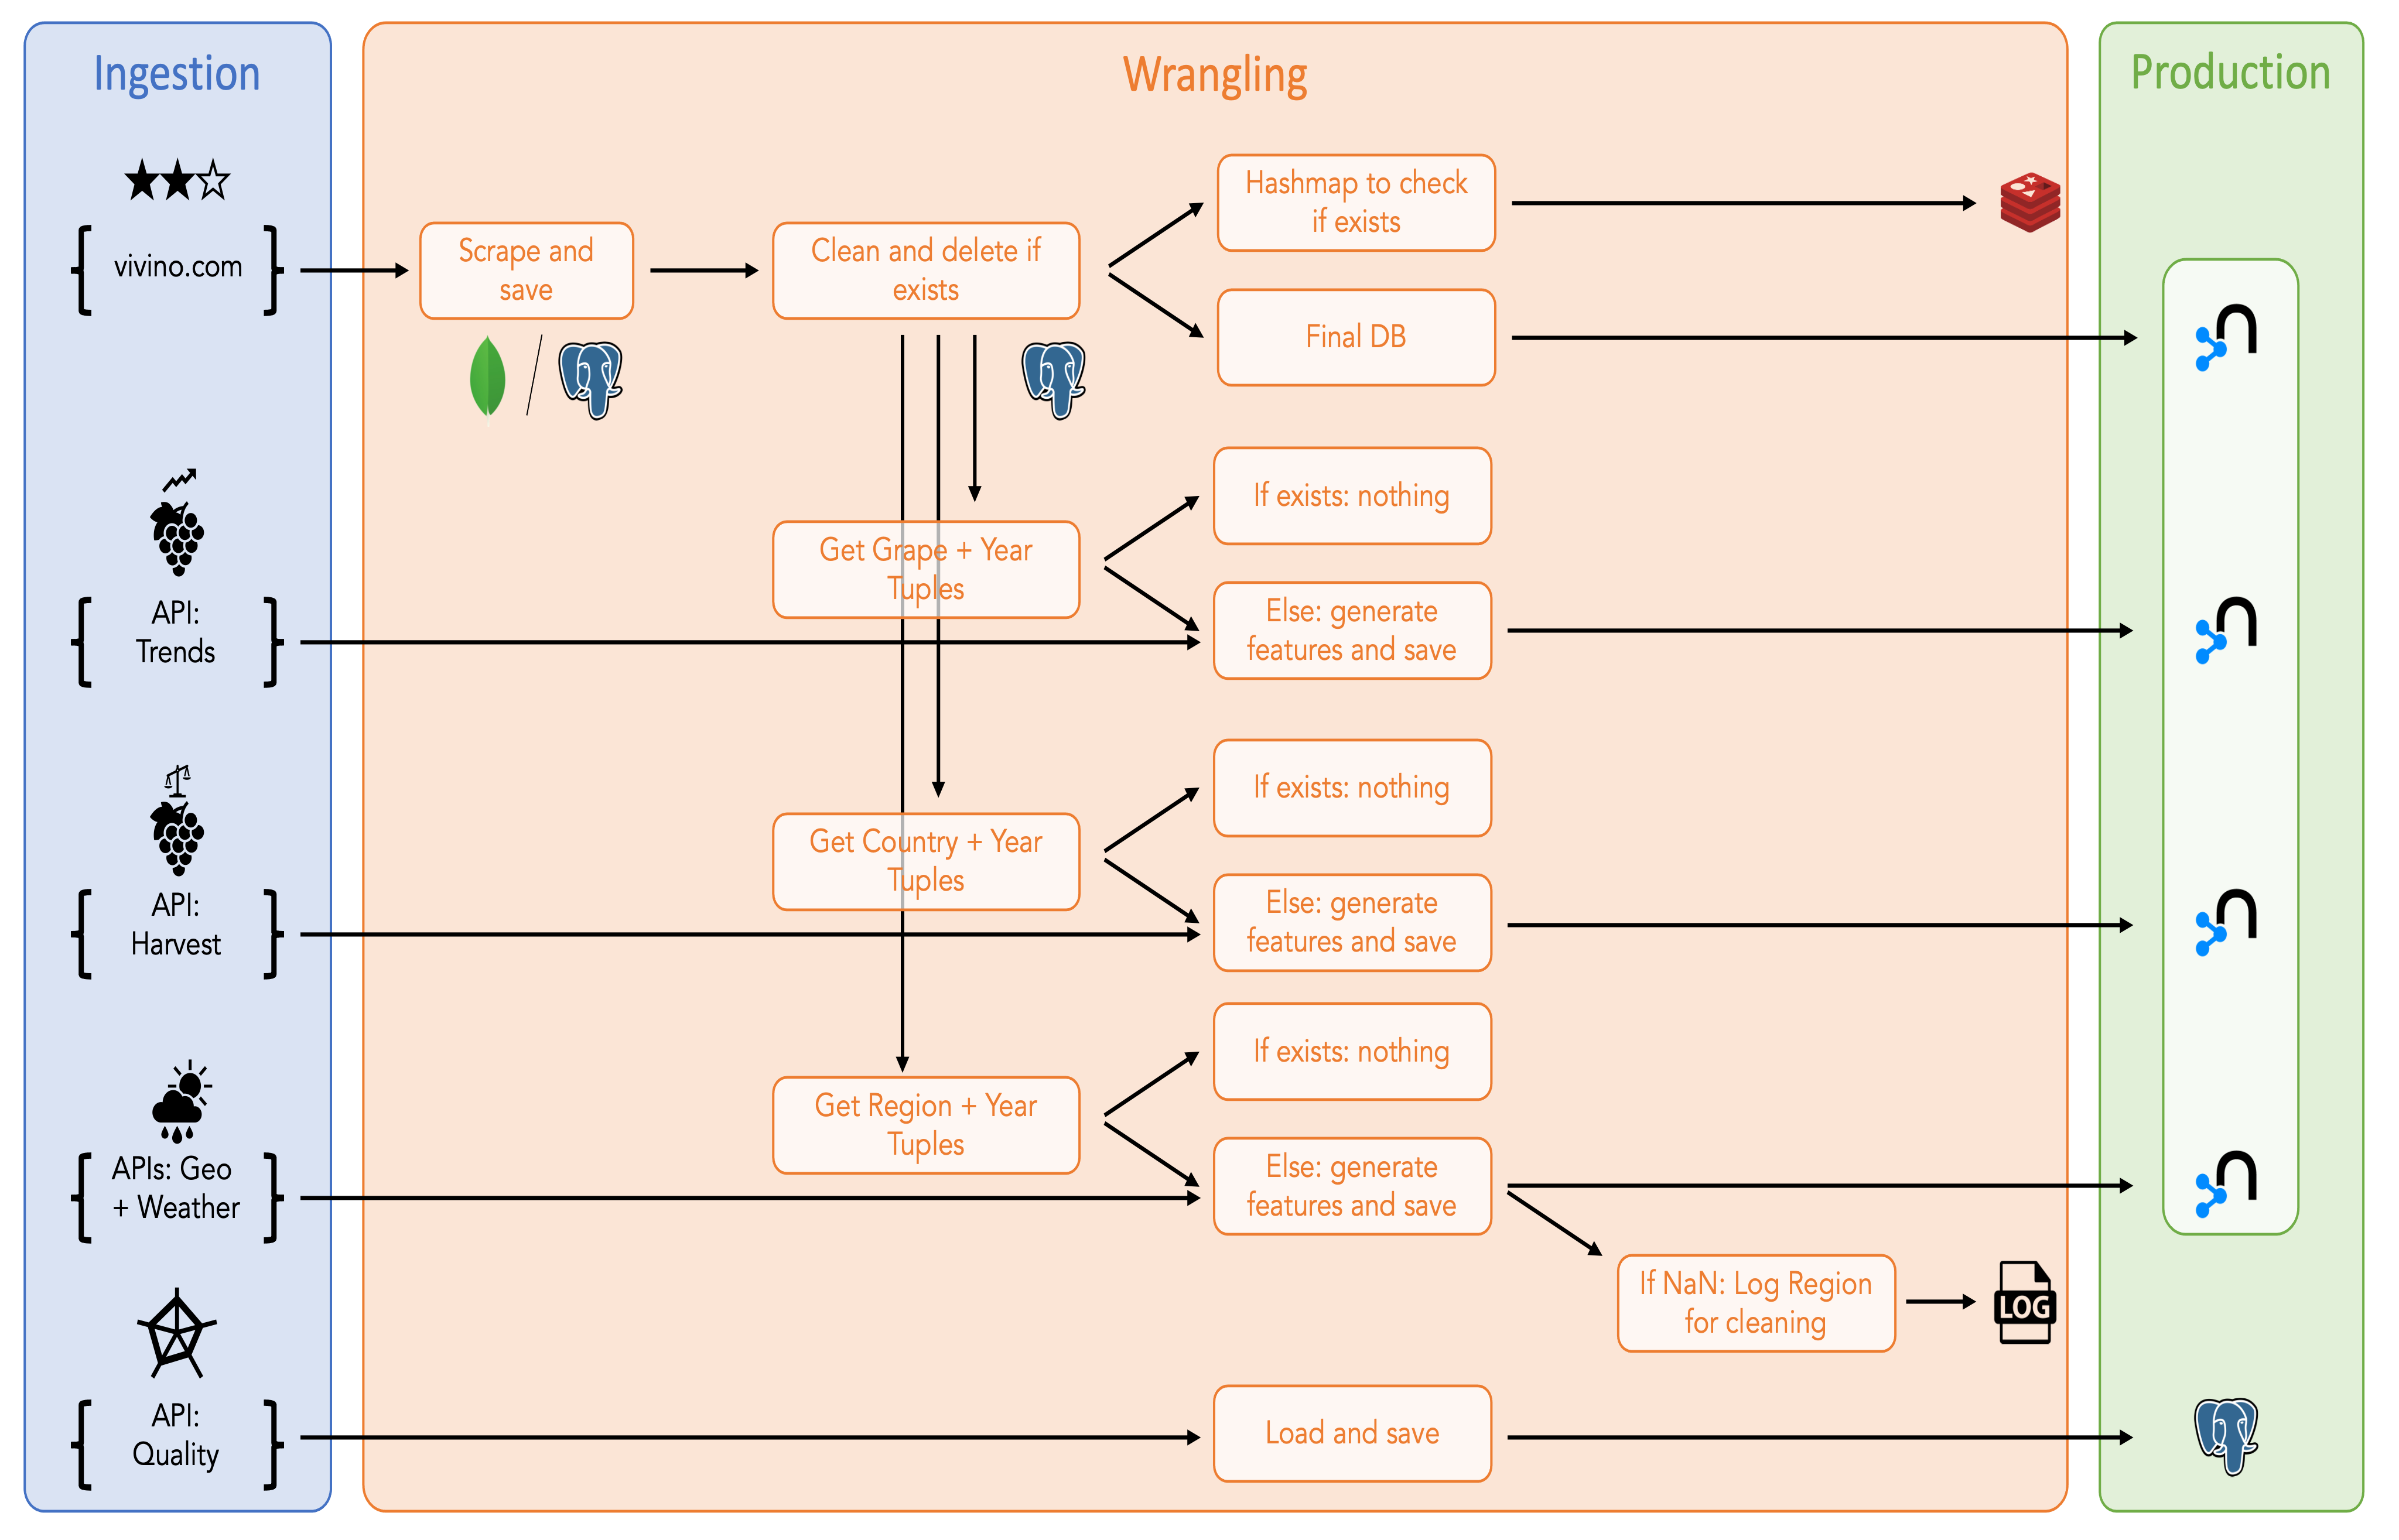 Ingestion
Wrangling
Production
vivino.com
Scrape and
save
Clean and delete if
exists
Hashmap to check
if exists
Final DB
API:
Trends
Get Grape + Year
Tuples
If exists: nothing
Else: generate
features and save
API:
Harvest
Get Country + Year
Tuples
If exists: nothing
Else: generate
features and save
APIs: Geo
+ Weather
Get Region + Year
Tuples
If exists: nothing
Else: generate
features and save
If NaN: Log Region
for cleaning
LOG
API:
Quality
Load and save